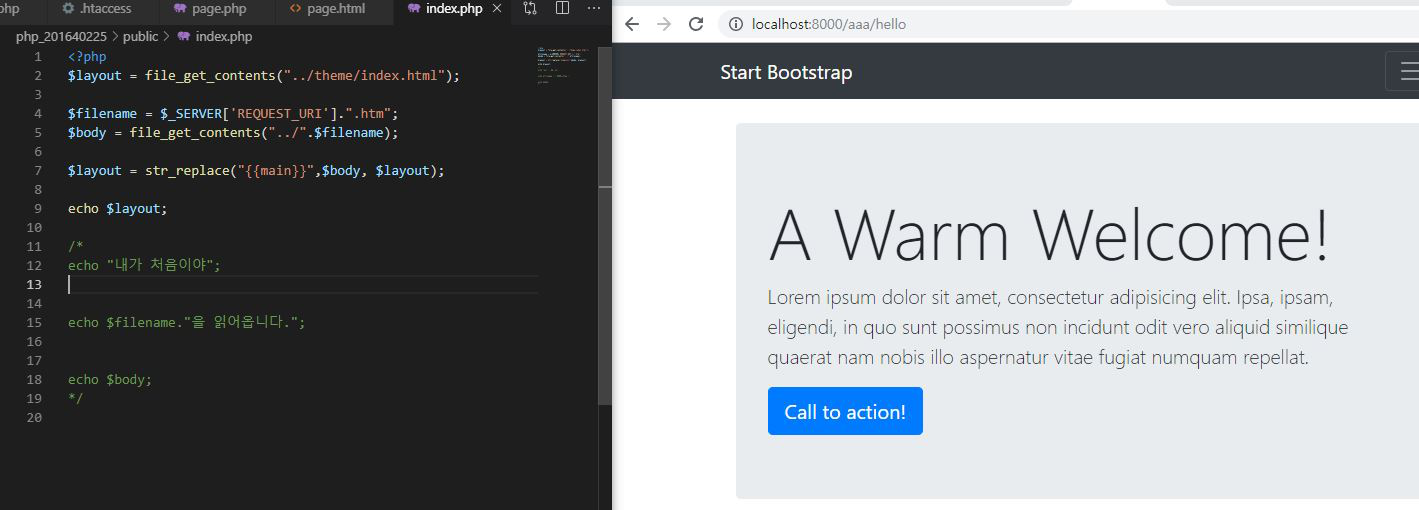 php
.htaccess
page.php
page.html
index.php
php_201640225 > public > index.php
1 <?php
2 $layout = file_get_contents("../theme/index.html");
3
4 $filename = $_SERVER['REQUEST_URI'].".htm";
5 $body = file_get_contents("../".$filename);
6
7 $layout = str_replace("{{main}}",$body, $layout);
8
9 echo $layout;
10
11 /*
12 echo "내가 처음이야";
13
14
15 echo $filename."을 읽어옵니다.";
16
17
18 echo $body;
19 */
20
localhost:8000/aaa/hello
Start Bootstrap
A Warm Welcome!
Lorem ipsum dolor sit amet, consectetur adipisicing elit. Ipsa, ipsam,
eligendi, in quo sunt possimus non incidunt odit vero aliquid similique
quaerat nam nobis illo aspernatur vitae fugiat numquam repellat.
Call to action!